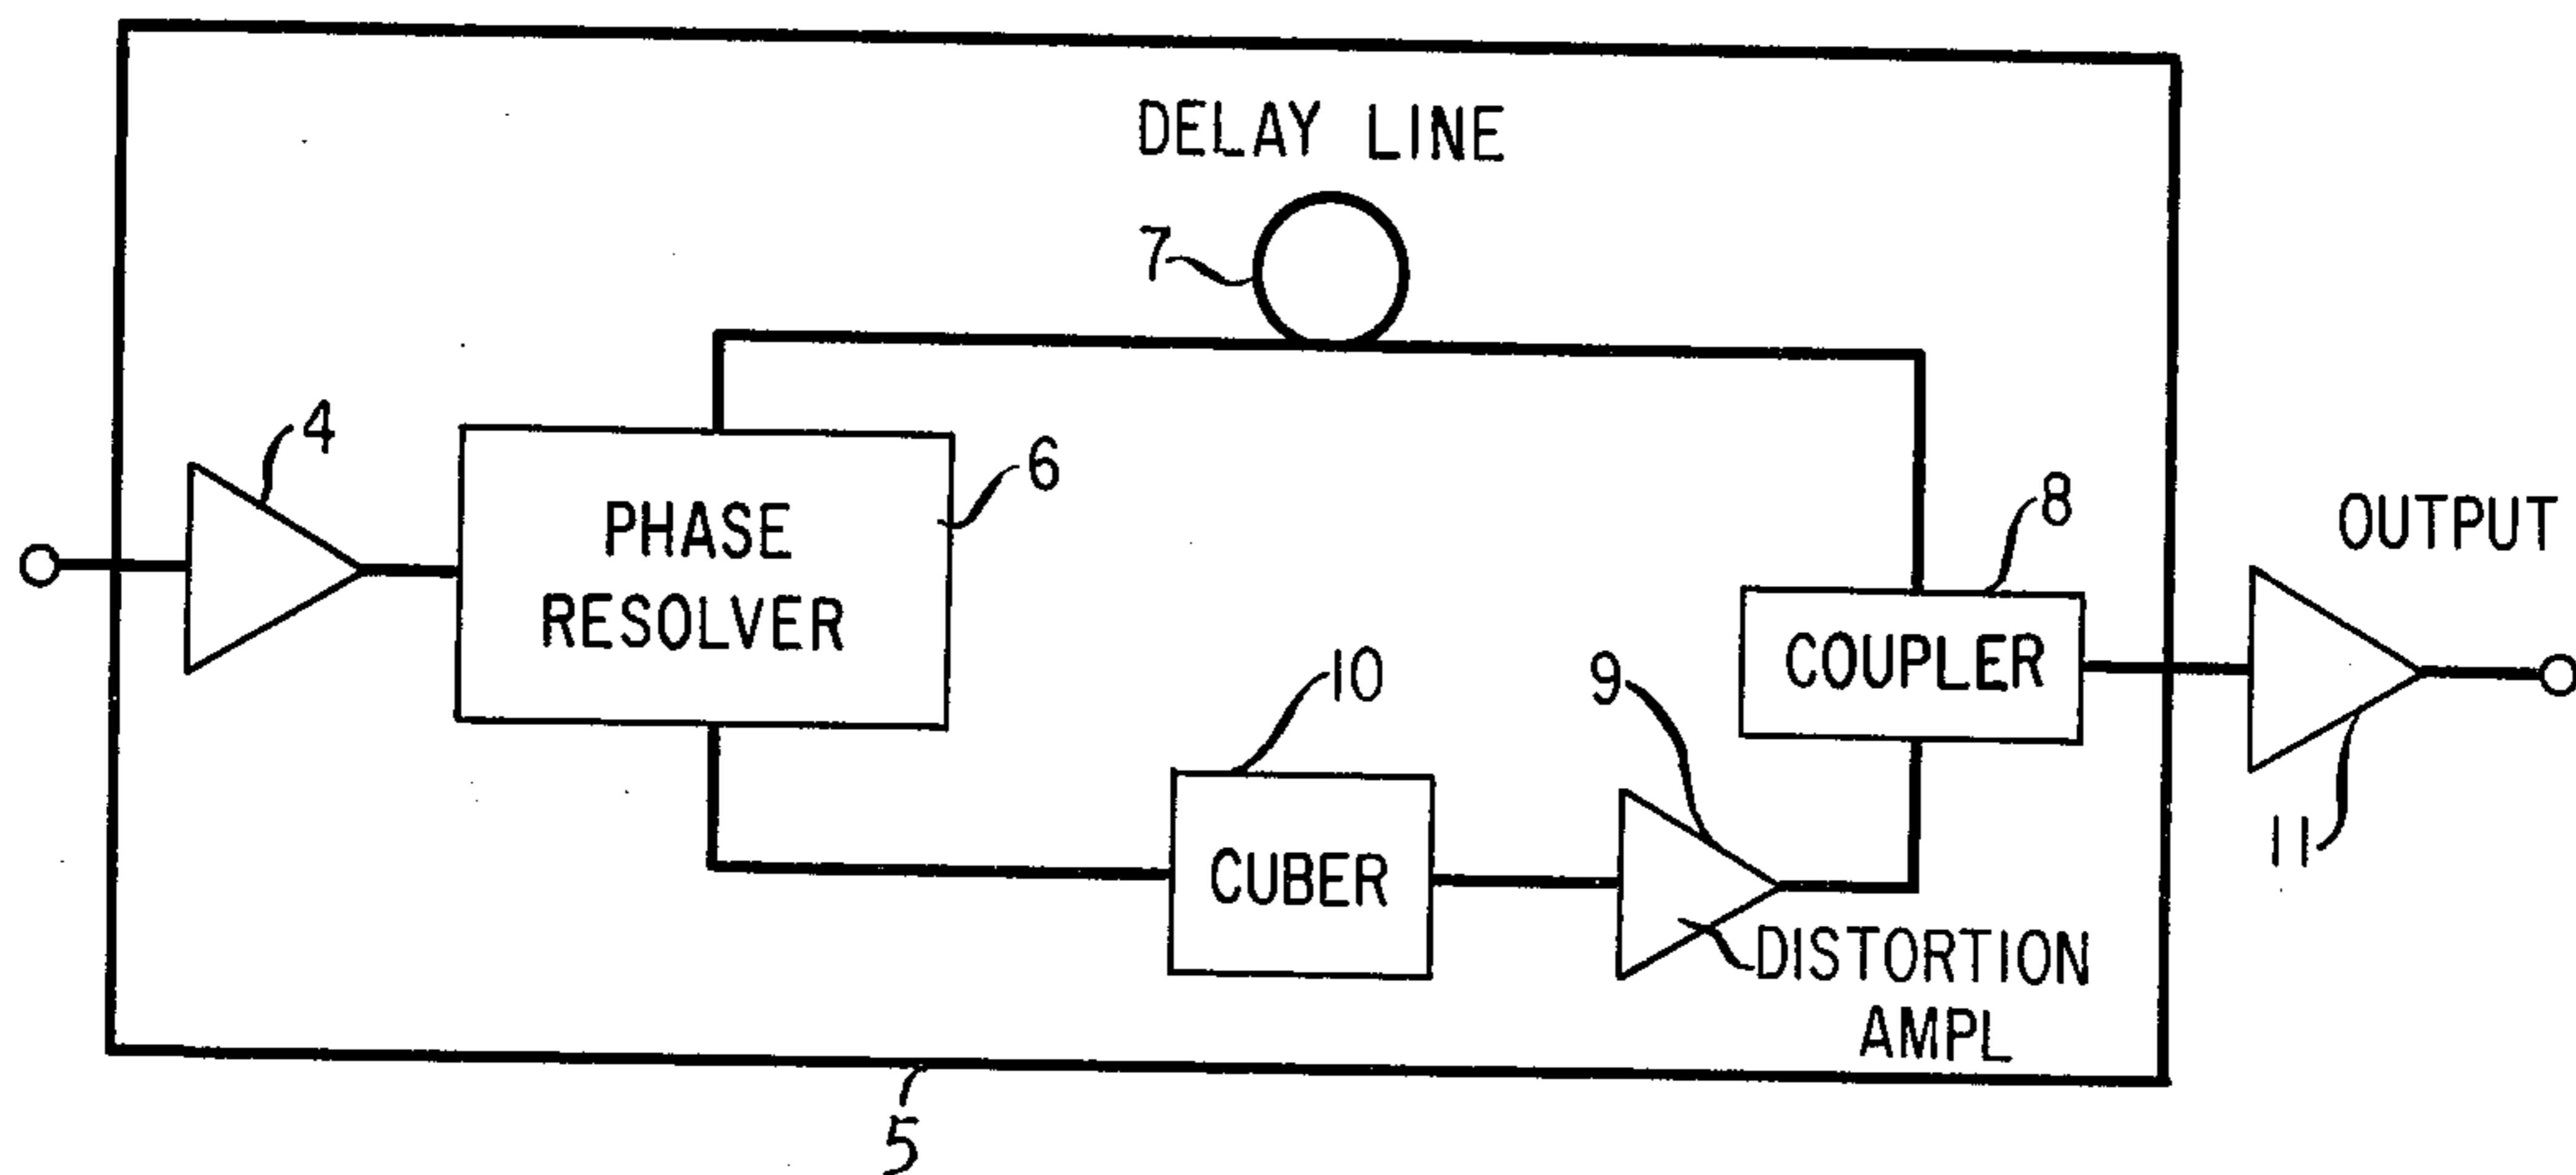 DELAY LINE
7
4
6
PHASE
RESOLVER
8
OUTPUT
COUPLER
10
9
CUBER
11
DISTORTION
AMPL
5